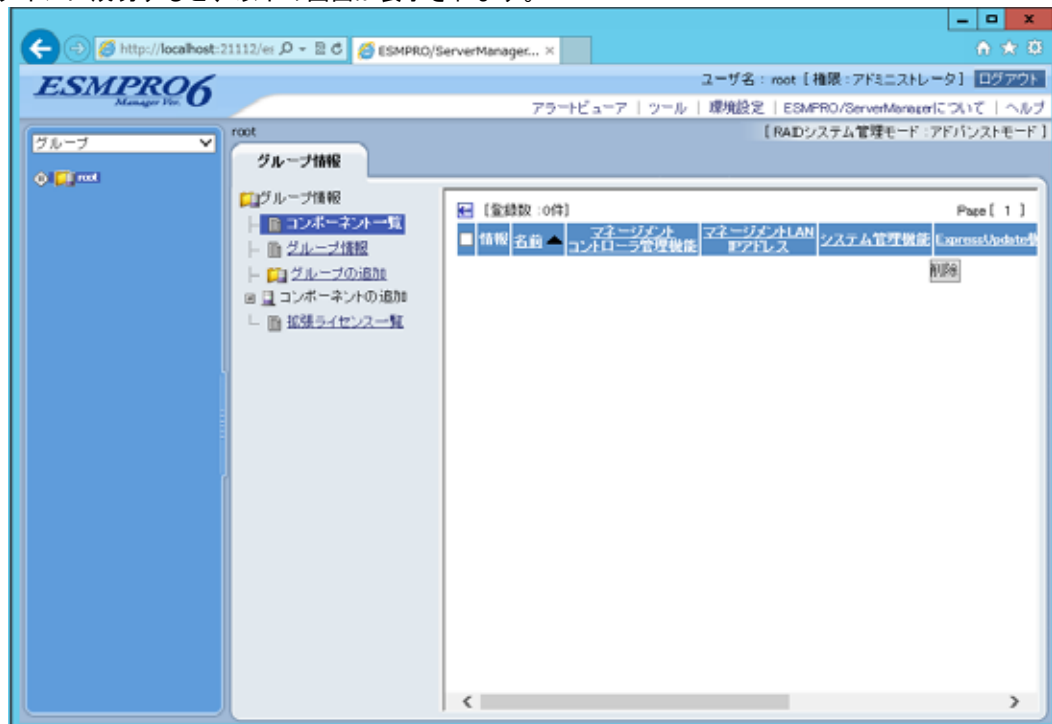 http://localhost:21112/es
ESMPRO/ServerManager...
ESMPRO6
Manager Ver.
ユーザ名 : root [ 権限 : アドミニストレータ ] ログアウト
アラートビューア | ツール | 環境設定 | ESMPRO/ServerManagerについて | ヘルプ
グループ
root
root
[ RAIDシステム管理モード : アドバンストモード ]
グループ情報
グループ情報
コンポーネント一覧
グループ情報
グループの追加
コンポーネントの追加
拡張ライセンス一覧
[登録数 : 0件]
Page [ 1 ]
情報 名前▲ マネージメント コントローラ管理機能 マネージメントLAN IPアドレス システム管理機能 ExpressUpdate
削除